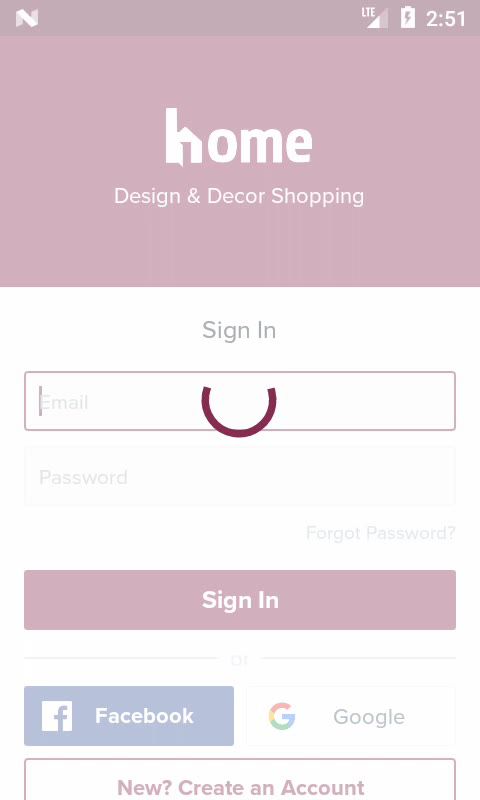 LTE 2:51
home
Design & Decor Shopping
Sign In
Email
Password
Forgot Password?
Sign In
or
Facebook Google
New? Create an Account